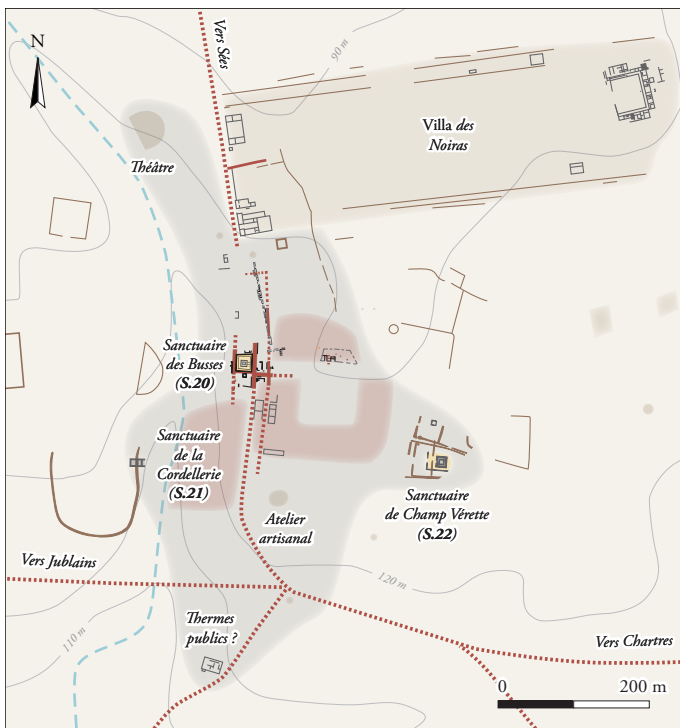 N
Vers Sées
90 m
Villa des
Noiras
Théâtre
Sanctuaire
des Busses
(S.20)
Sanctuaire
de la
Cordellerie
(S.21)
Sanctuaire
de Champ Vérette
(S.22)
Atelier
artisanal
Vers Jublains
120 m
Thermes
publics ?
110 m
Vers Chartres
0
200 m